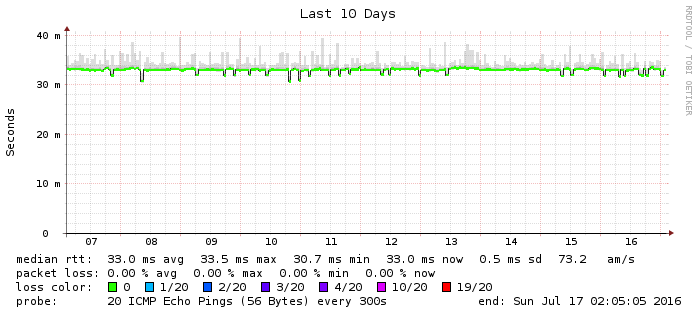 Last 10 Days
RRDTOOL / TOBI OETIKER
Seconds
40 m
30 m
20 m
10 m
0
07 08 09 10 11 12 13 14 15 16
median rtt: 33.0 ms avg 33.5 ms max 30.7 ms min 33.0 ms now 0.5 ms sd 73.2 am/s
packet loss: 0.00 % avg 0.00 % max 0.00 % min 0.00 % now
loss color: 0 1/20 2/20 3/20 4/20 10/20 19/20
probe: 20 ICMP Echo Pings (56 Bytes) every 300s end: Sun Jul 17 02:05:05 2016